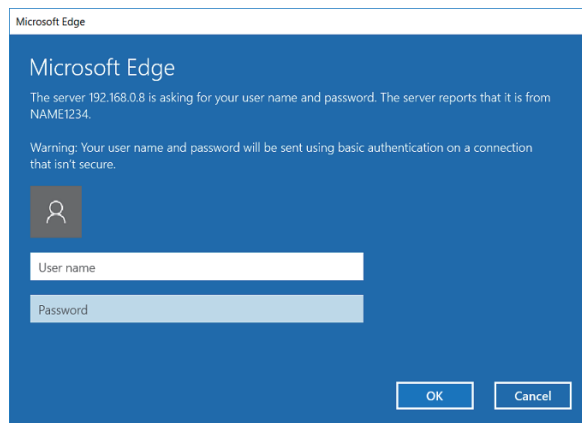 Microsoft Edge
Microsoft Edge
The server 192.168.0.8 is asking for your user name and password. The server reports that it is from
NAME1234.
Warning: Your user name and password will be sent using basic authentication on a connection
that isn't secure.
User name
Password
OK
Cancel